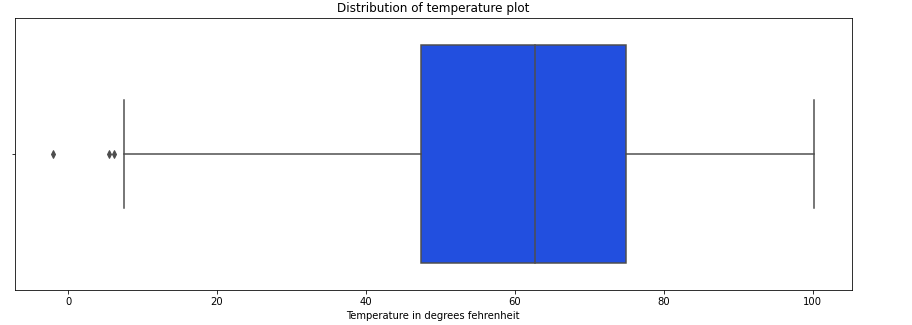 Distribution of temperature plot
0 20 40 60 80 100
Temperature in degrees fehrenheit